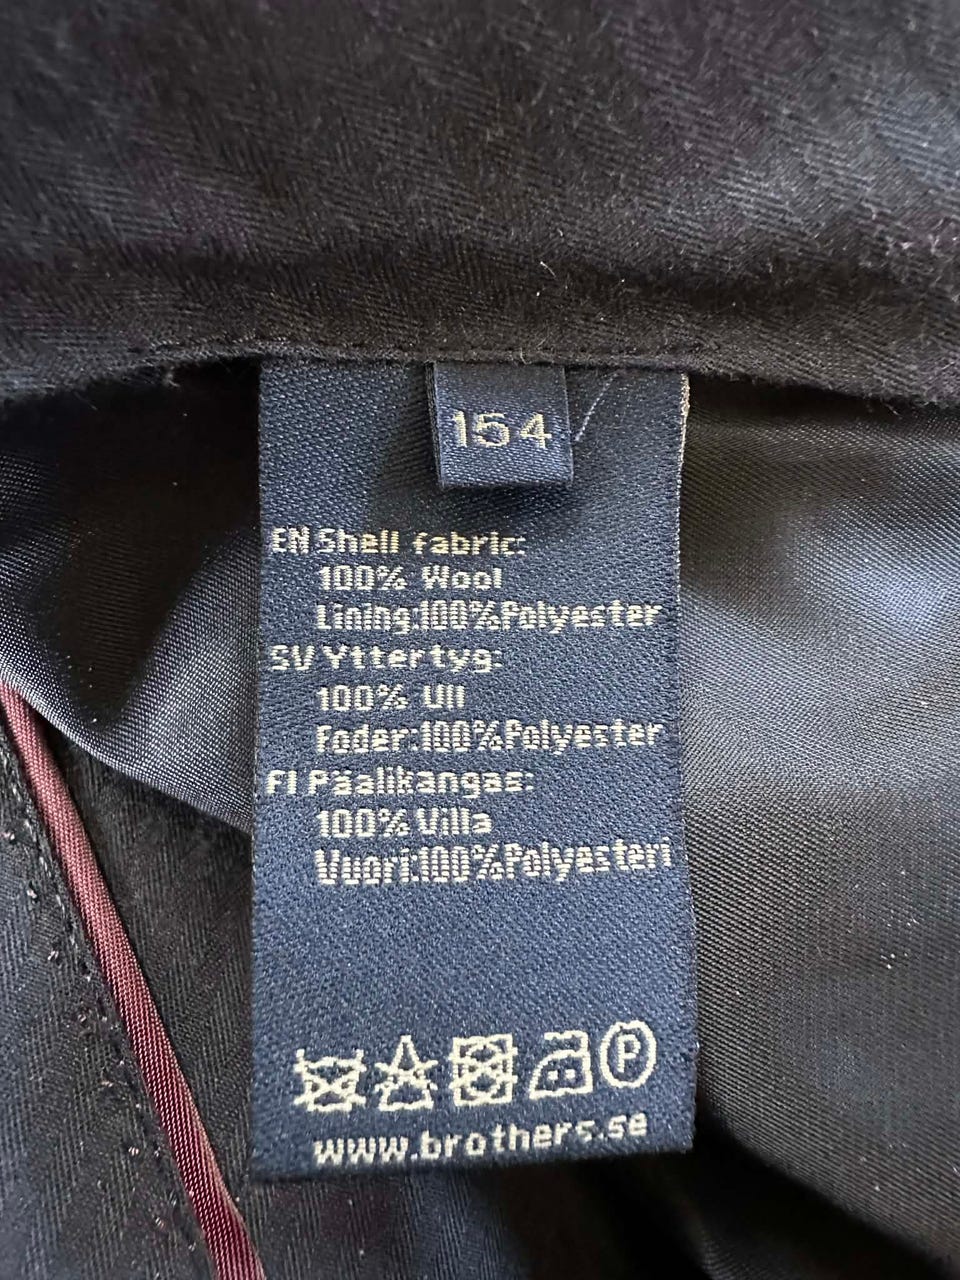 154
EN Shell fabric:
100% Wool
Lining:100%Polyester
SV Yttertyg:
100% Ull
Foder:100%Polyester
FI Päälikangas:
100% Villa
Vuori:100%Polyesteri
P
www.brothers.se